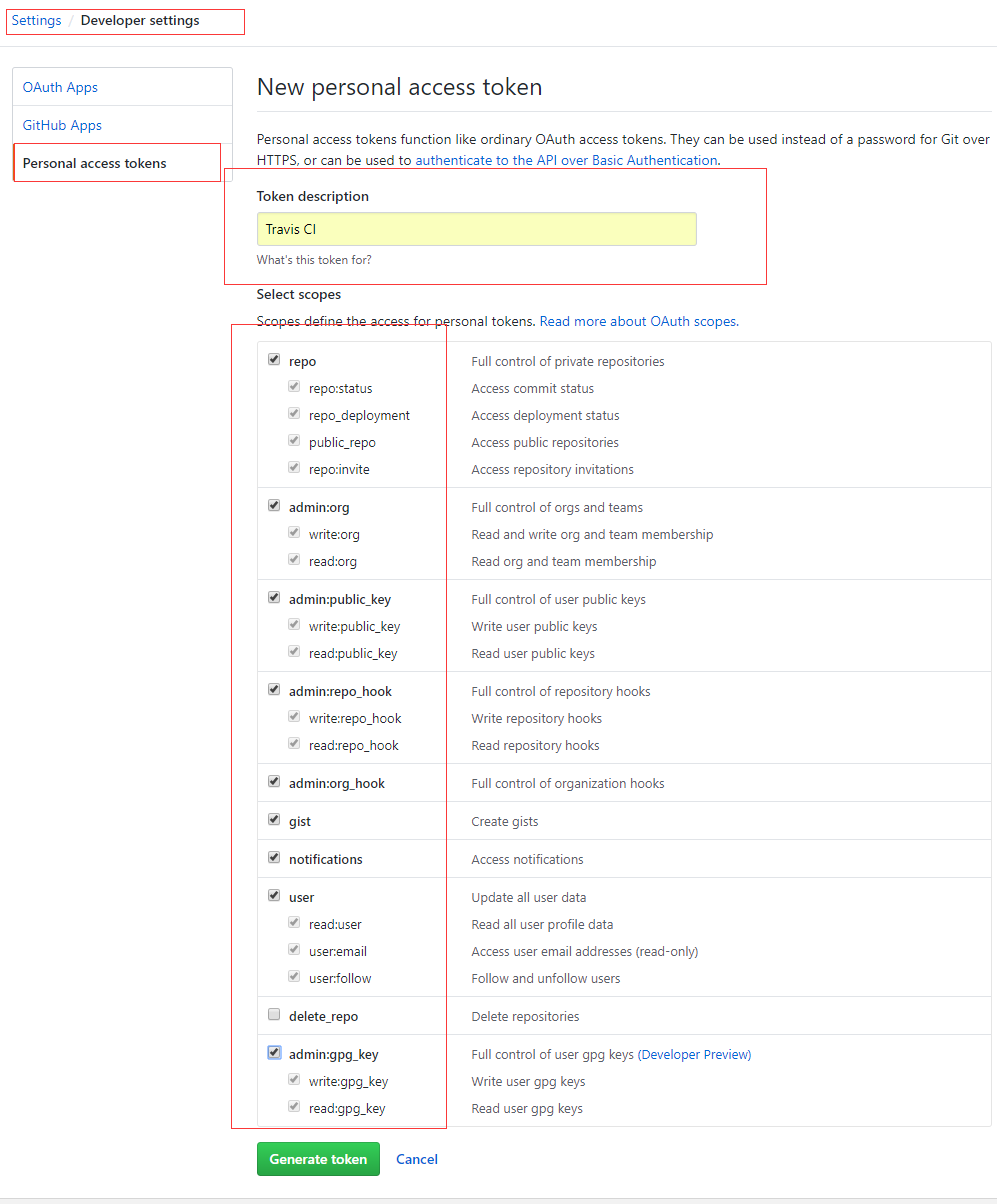 Settings / Developer settings
OAuth Apps
GitHub Apps
Personal access tokens
New personal access token
Personal access tokens function like ordinary OAuth access tokens. They can be used instead of a password for Git over
HTTPS, or can be used to authenticate to the API over Basic Authentication.
Token description
Travis CI
What's this token for?
Select scopes
Scopes define the access for personal tokens. Read more about OAuth scopes.
repo Full control of private repositories
repo:status Access commit status
repo_deployment Access deployment status
public_repo Access public repositories
repo:invite Access repository invitations
admin:org Full control of orgs and teams
write:org Read and write org and team membership
read:org Read org and team membership
admin:public_key Full control of user public keys
write:public_key Write user public keys
read:public_key Read user public keys
admin:repo_hook Full control of repository hooks
write:repo_hook Write repository hooks
read:repo_hook Read repository hooks
admin:org_hook Full control of organization hooks
gist Create gists
notifications Access notifications
user Update all user data
read:user Read all user profile data
user:email Access user email addresses (read-only)
user:follow Follow and unfollow users
delete_repo Delete repositories
admin:gpg_key Full control of user gpg keys (Developer Preview)
write:gpg_key Write user gpg keys
read:gpg_key Read user gpg keys
Generate token Cancel